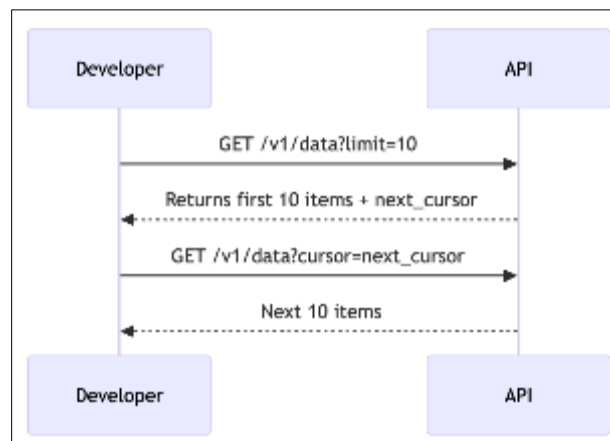 Developer
API
GET /v1/data?limit=10
Returns first 10 items + next_cursor
GET /v1/data?cursor=next_cursor
Next 10 items
Developer
API